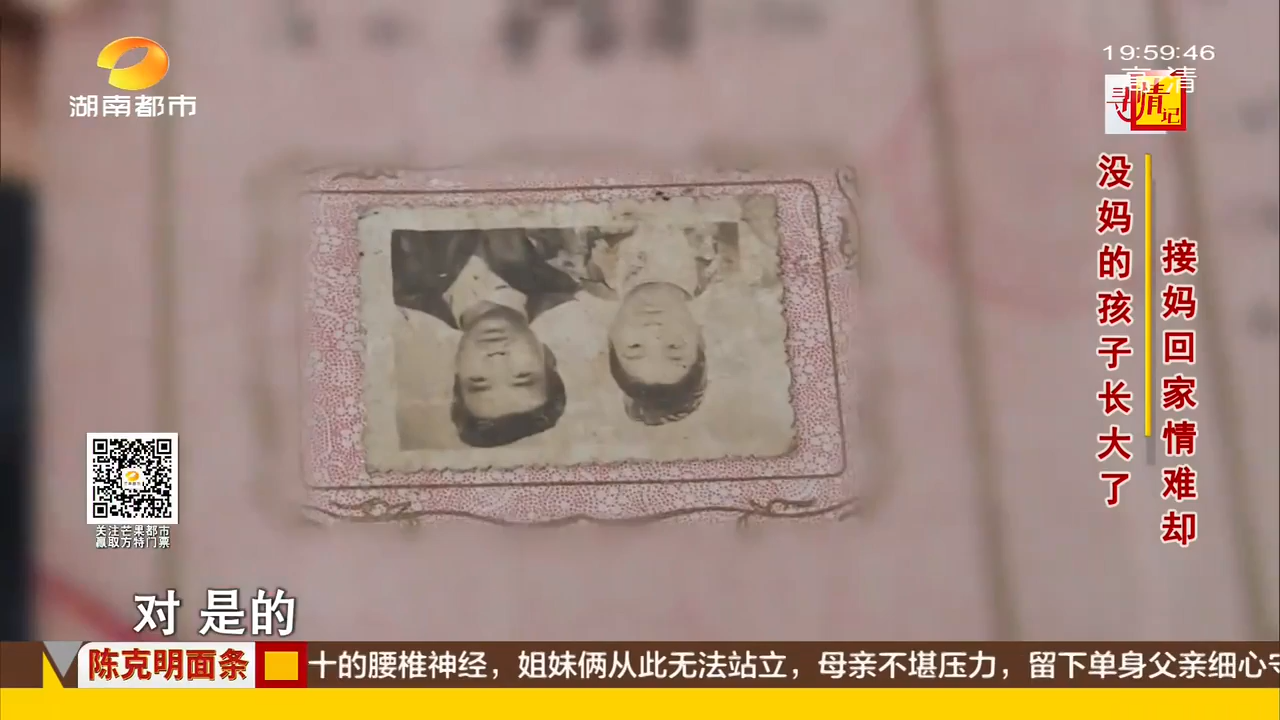 湖南都市
19:59:46
高清
寻情记
没妈的孩子长大了
接妈回家情难却
关注芒果都市
赢取方特门票
对 是的
陈克明面条
十的腰椎神经，姐妹俩从此无法站立，母亲不堪压力，留下单身父亲细心